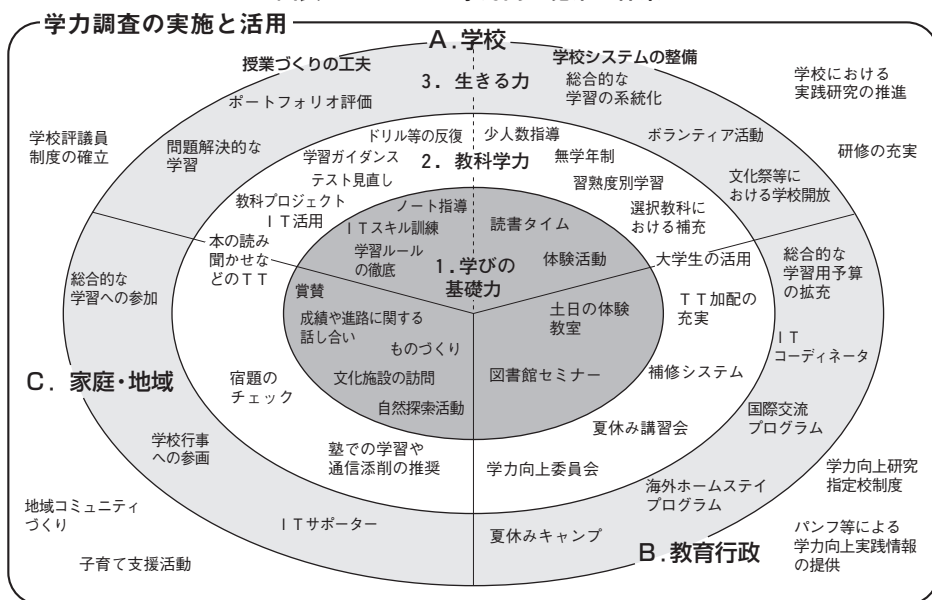 学力調査の実施と活用
A.学校
授業づくりの工夫
学校システムの整備
3．生きる力
ポートフォリオ評価
総合的な
学習の系統化
学校における
実践研究の推進
学校評議員
制度の確立
問題解決的な
学習
ドリル等の反復
少人数指導
ボランティア活動
研修の充実
学習ガイダンス
2．教科学力
無学年制
テスト見直し
習熟度別学習
文化祭等に
おける学校開放
教科プロジェクト
IT活用
ノート指導
読書タイム
選択教科に
おける補充
ITスキル訓練
本の読み
聞かせな
どのTT
学習ルール
の徹底
1．学びの
基礎力
体験活動
大学生の活用
総合的な
学習用予算
の拡充
総合的な
学習への参加
賞賛
成績や進路に関する
話し合い
土日の体験
教室
TT加配の
充実
ものづくり
IT
コーディネータ
C．家庭・地域
宿題の
チェック
文化施設の訪問
図書館セミナー
補修システム
自然探索活動
国際交流
プログラム
学校行事
への参画
塾での学習や
通信添削の推奨
夏休み講習会
学力向上委員会
学力向上研究
指定校制度
海外ホームステイ
プログラム
地域コミュニティ
づくり
ITサポーター
夏休みキャンプ
B.教育行政
パンフ等による
学力向上実践情報
の提供
子育て支援活動